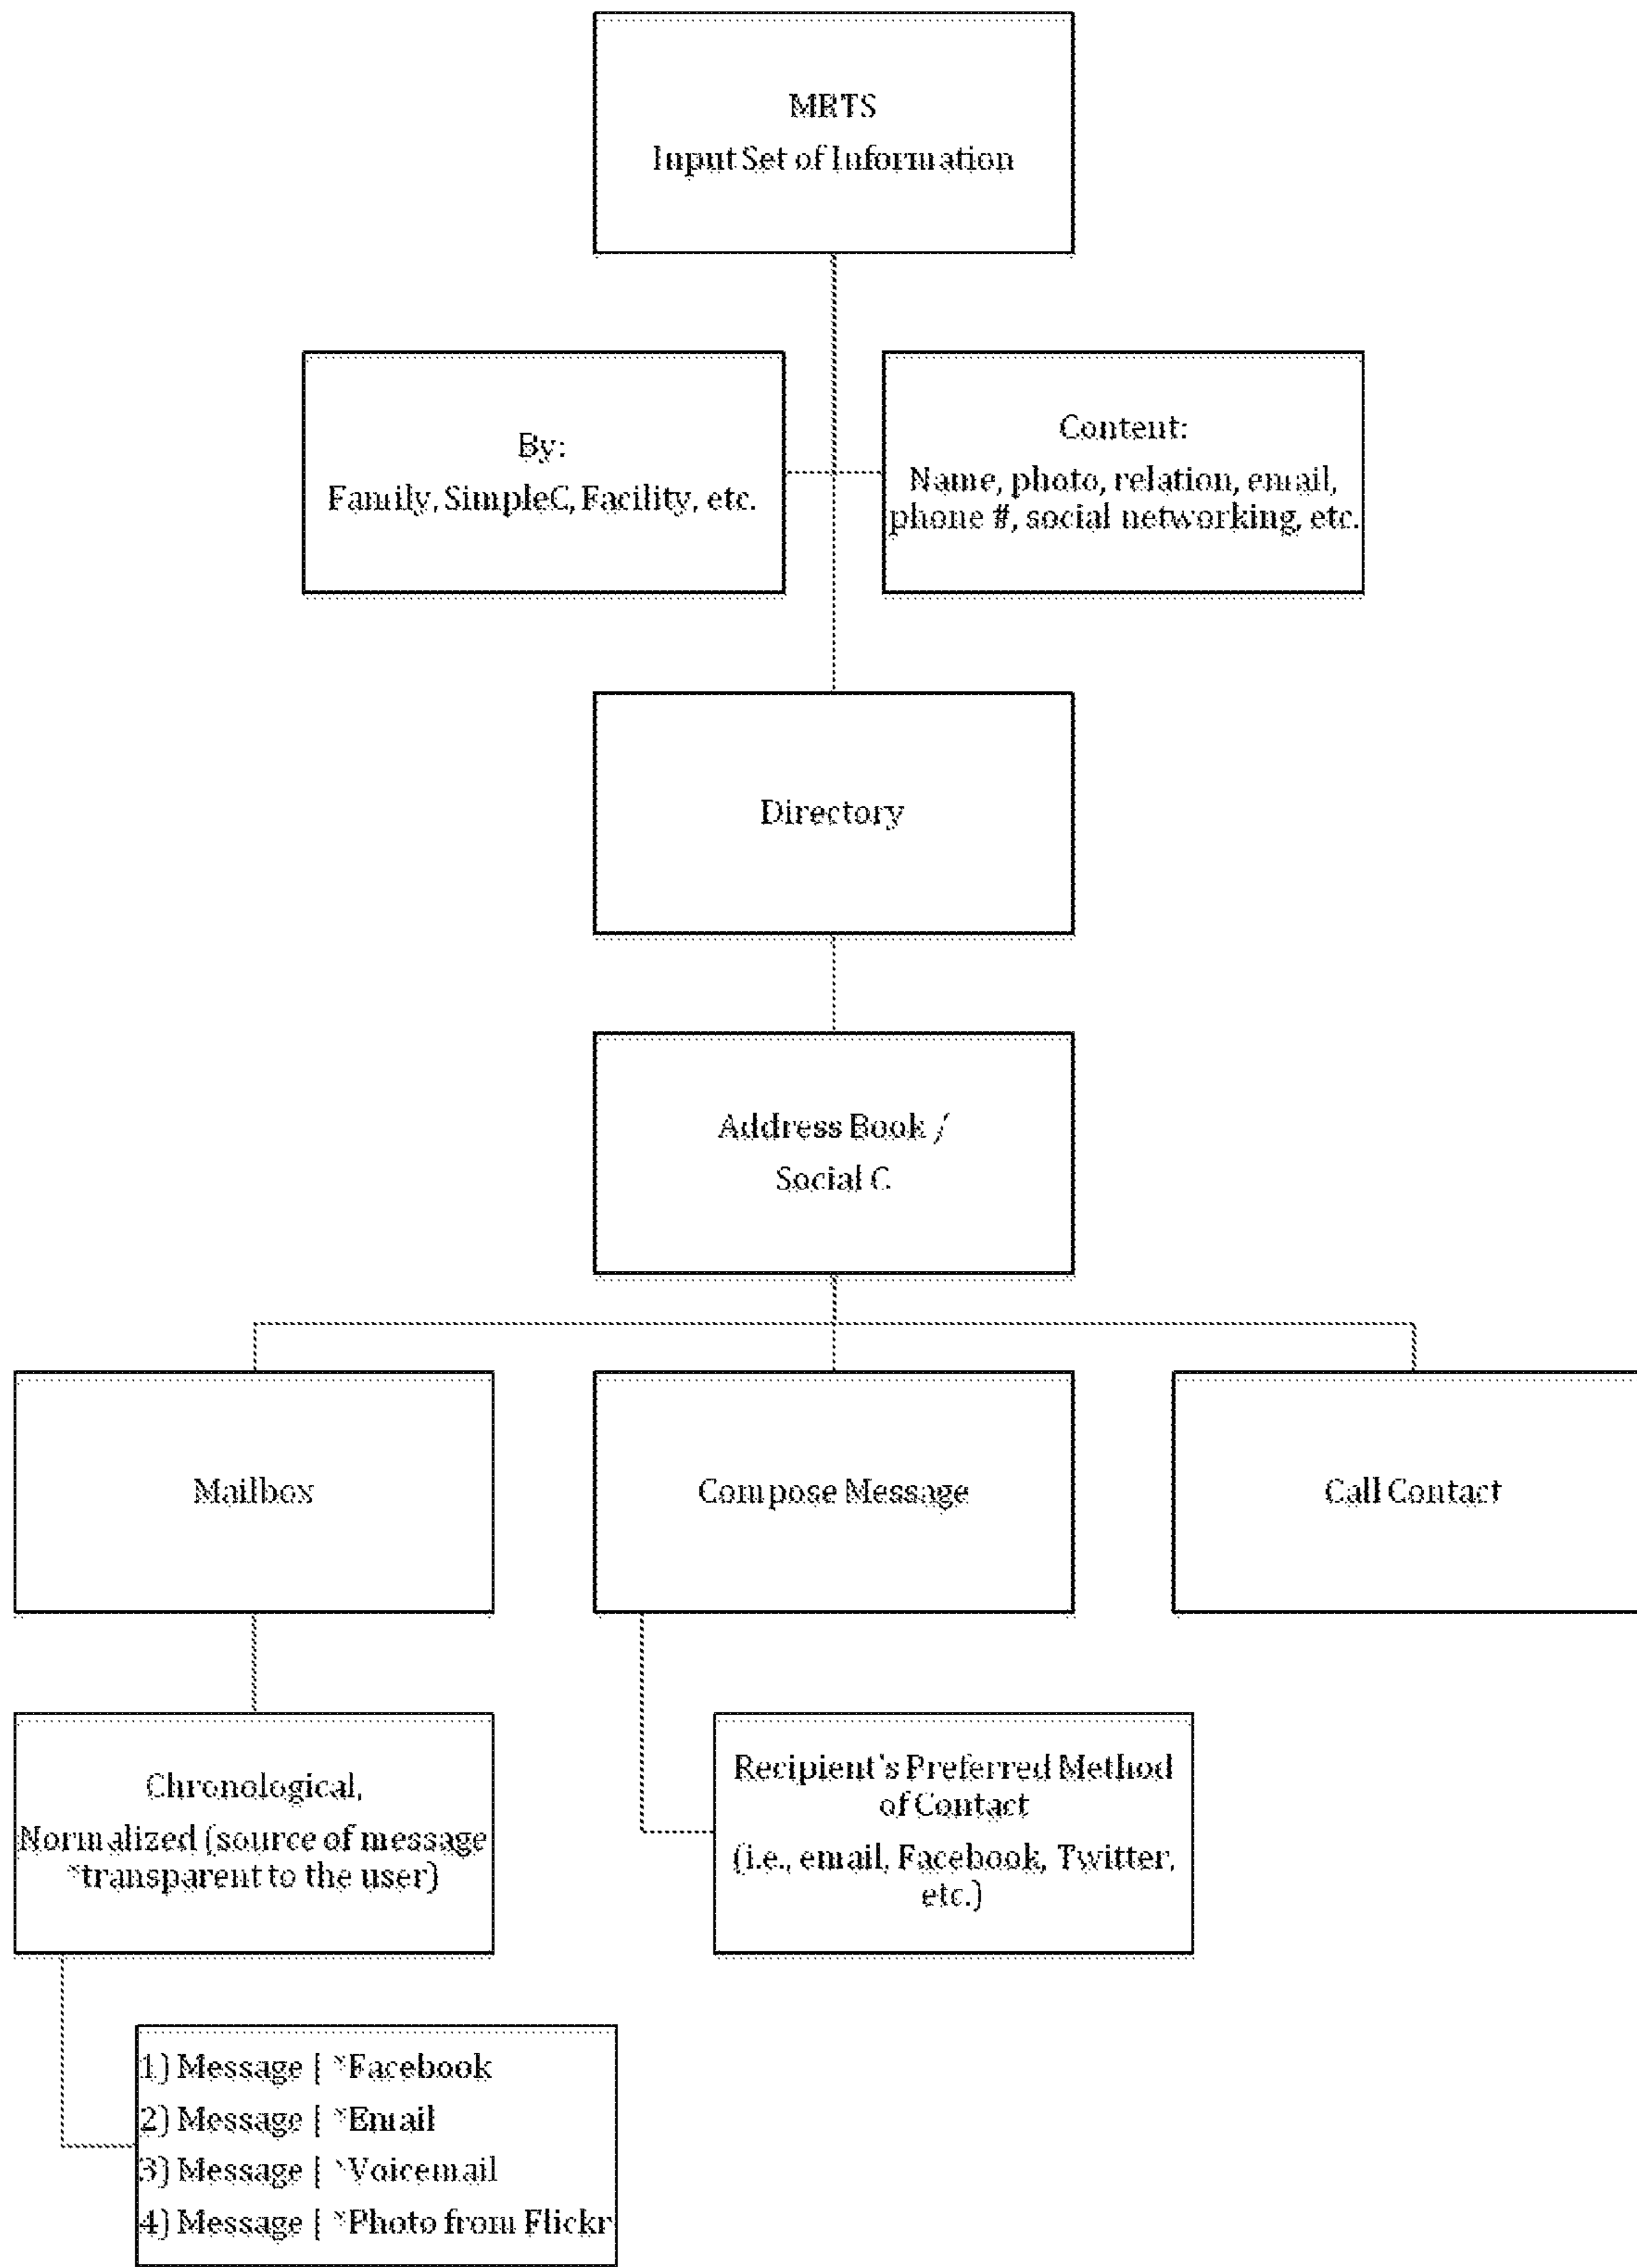 MRTS
Input Set of Information
By:
Family, SimpleC, Facility, etc.
Content:
Name, photo, relation, email,
phone #, social networking, etc.
Directory
Address Book /
Social C
Mailbox
Compose Message
Call Contact
Chronological,
Normalized (source of message
*transparent to the user)
Recipient's Preferred Method
of Contact
(i.e., email, Facebook, Twitter,
etc.)
1) Message | *Facebook
2) Message | *Email
3) Message | *Voicemail
4) Message | *Photo from Flickr